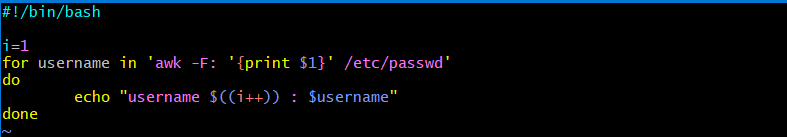 #!/bin/bash
i=1
for username in 'awk -F: '{print $1}' /etc/passwd'
do
        echo "username $((i++)) : $username"
done
~